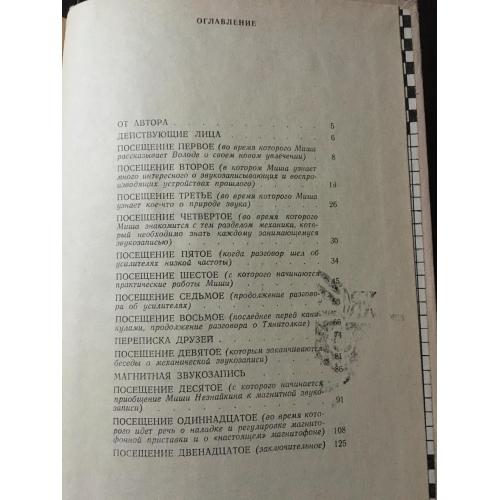 ОГЛАВЛЕНИЕ
ОТ АВТОРА . . . . . . . . . . 5
ДЕЙСТВУЮЩИЕ ЛИЦА . . . . . . . . 6
ПОСЕЩЕНИЕ ПЕРВОЕ (во время которого Миша
рассказывает Володе о своем новом увлечении) . . 8
ПОСЕЩЕНИЕ ВТОРОЕ (в котором Миша узнает
много интересного о звукозаписывающих и воспро-
изводящих устройствах прошлого) . . . . 14
ПОСЕЩЕНИЕ ТРЕТЬЕ (во время которого Миша
узнает кое-что о природе звука) . . . . . 26
ПОСЕЩЕНИЕ ЧЕТВЕРТОЕ (во время которого
Миша знакомится с тем разделом механики, кото-
рый необходимо знать каждому занимающемуся
звукозаписью) . . . . . . . . 30
ПОСЕЩЕНИЕ ПЯТОЕ (когда разговор шел об
усилителях низкой частоты) . . . . . . 34
ПОСЕЩЕНИЕ ШЕСТОЕ (с которого начинаются
практические работы Миши) . . . . . . 45
ПОСЕЩЕНИЕ СЕДЬМОЕ (продолжение разгово-
ра об усилителях) . . . . . . . .
ПОСЕЩЕНИЕ ВОСЬМОЕ (последнее перед кани-
кулами, продолжение разговора о Тянитолкае) . .
ПЕРЕПИСКА ДРУЗЕЙ . . . . . . . . 74
ПОСЕЩЕНИЕ ДЕВЯТОЕ (которым заканчиваются 81
беседы о механической звукозаписи) . . . .
МАГНИТНАЯ ЗВУКОЗАПИСЬ 86
ПОСЕЩЕНИЕ ДЕСЯТОЕ (с которого начинается
приобщение Миши Незнайкина к магнитной звуко-
записи) . . . . . . . . . . 91
ПОСЕЩЕНИЕ ОДИННАДЦАТОЕ (во время кото-
рого идет речь о наладке и регулировке магнито-
фонной приставки и о «настоящем» магнитофоне) 108
ПОСЕЩЕНИЕ ДВЕНАДЦАТОЕ (заключительное) 125